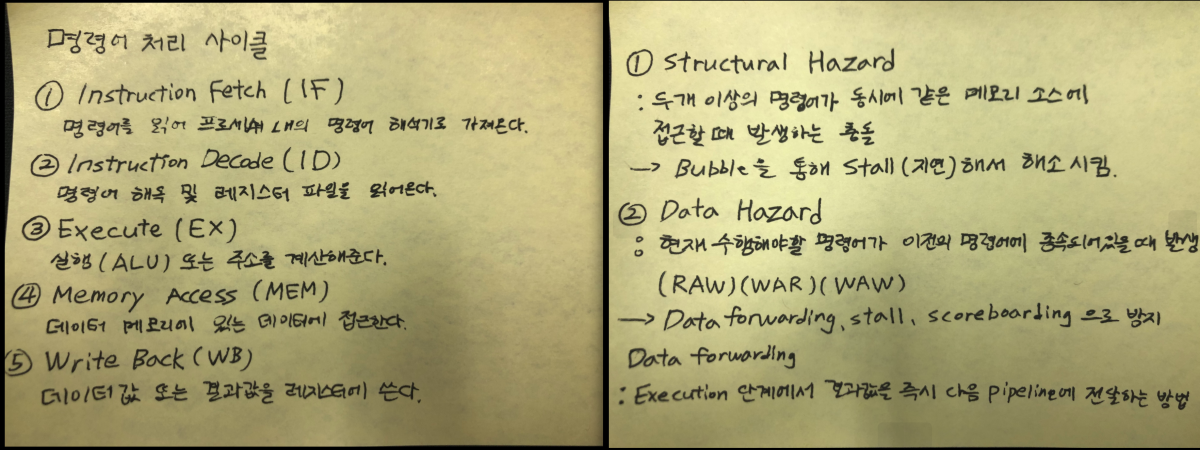 명령어 처리 사이클
① Instruction Fetch (IF)
명령어를 읽어 프로세서 내의 명령어 해석기로 가져온다.
② Instruction Decode (ID)
명령어 해독 및 레지스터 파일을 읽어온다.
③ Execute (EX)
실행 (ALU) 또는 주소를 계산해준다.
④ Memory Access (MEM)
데이터 메모리에 있는 데이터에 접근한다.
⑤ Write Back (WB)
데이터값 또는 결과값을 레지스터에 쓴다.
① Structural Hazard
: 두개 이상의 명령어가 동시에 같은 메모리 소스에
접근할 때 발생하는 충돌
→ Bubble을 통해 Stall (지연)해서 해소 시킴.
② Data Hazard
: 현재 수행해야할 명령어가 이전의 명령어에 종속되어있을 때 발생
(RAW)(WAR)(WAW)
→ Data forwarding, stall, scoreboarding 으로 방지
Data forwarding
: Execution 단계에서 결과값을 즉시 다음 pipeline에 전달하는 방법